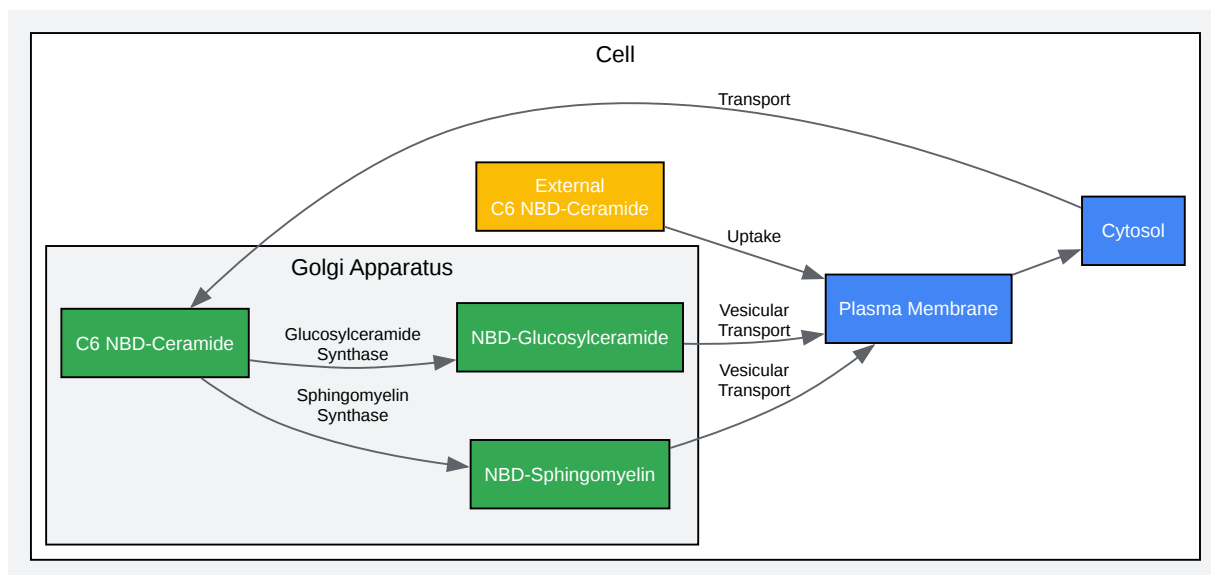 Cell
Transport
External
C6 NBD-Ceramide
Uptake
Cytosol
Golgi Apparatus
Plasma Membrane
C6 NBD-Ceramide
Glucosylceramide
Synthase
NBD-Glucosylceramide
Vesicular
Transport
Vesicular
Transport
Sphingomyelin
Synthase
NBD-Sphingomyelin